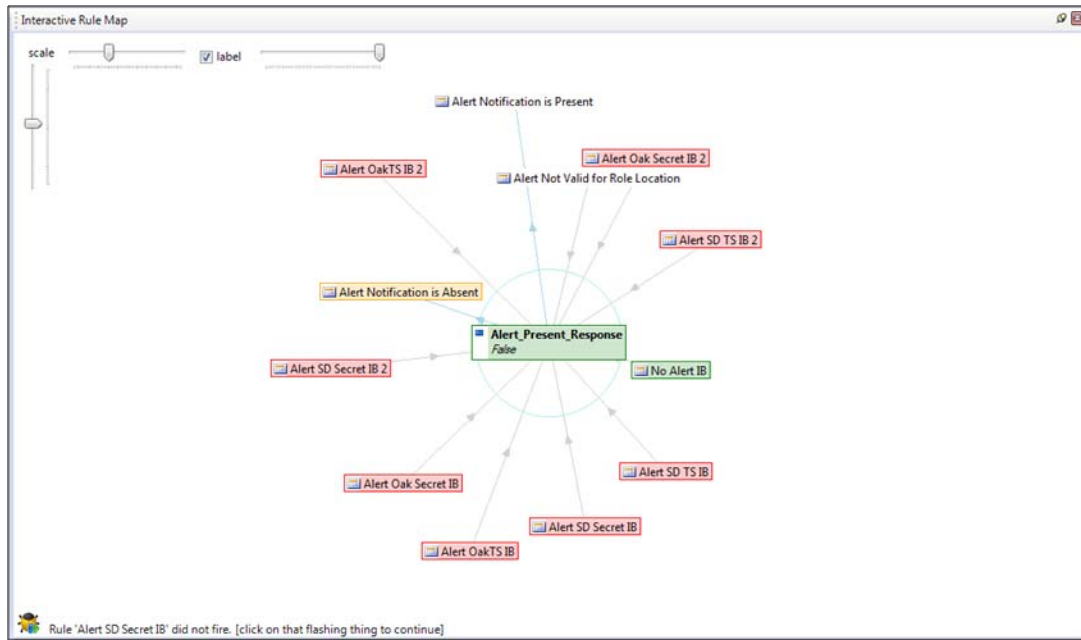 Interactive Rule Map
scale
label
Alert Notification is Present
Alert Oak Secret IB 2
Alert OakTS IB 2
Alert Not Valid for Role Location
Alert SD TS IB 2
Alert Notification is Absent
Alert_Present_Response
False
Alert SD Secret IB 2
No Alert IB
Alert SD TS IB
Alert Oak Secret IB
Alert SD Secret IB
Alert OakTS IB
Rule 'Alert SD Secret IB' did not fire. [click on that flashing thing to continue]